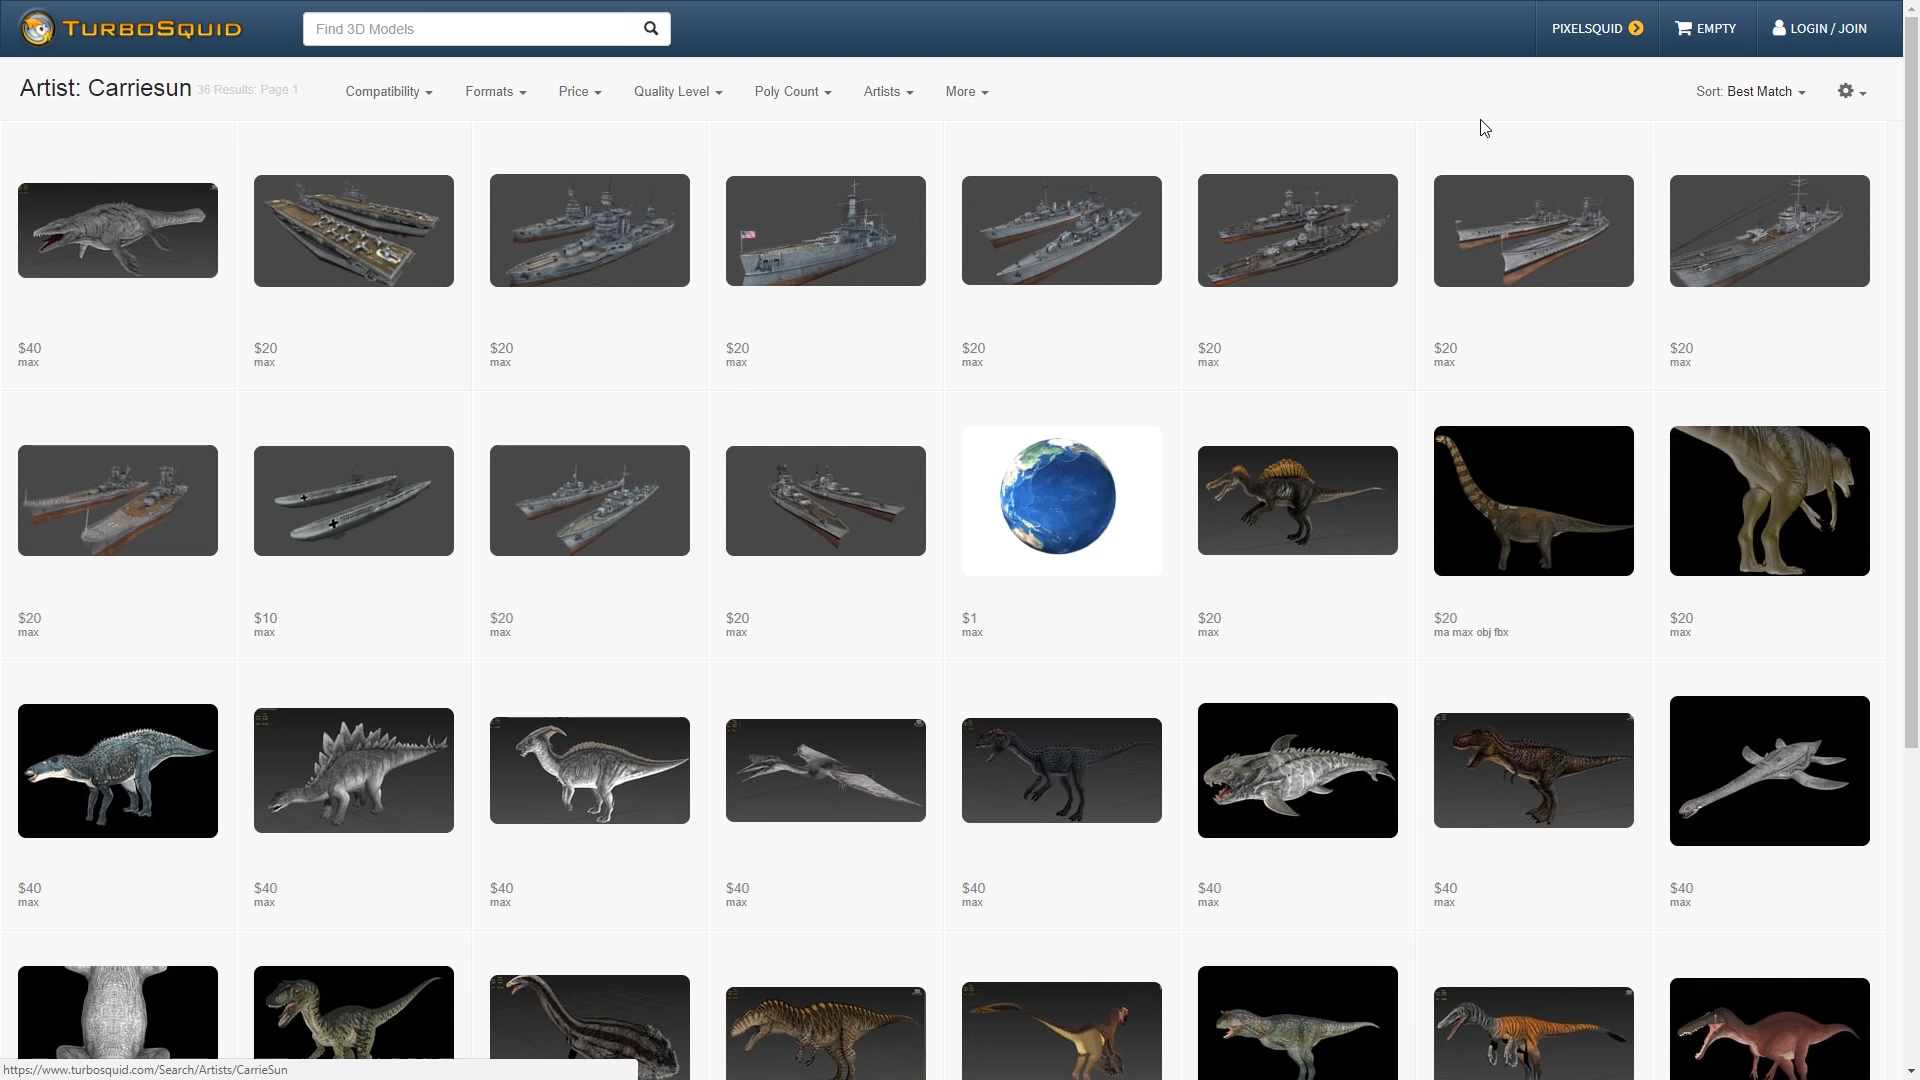 TURBOSQUID
Find 3D Models
PIXELSQUID
EMPTY
LOGIN / JOIN
Artist: Carriesun 36 Results: Page 1
Compatibility
Formats
Price
Quality Level
Poly Count
Artists
More
Sort: Best Match
$40
max
$20
max
$20
max
$20
max
$20
max
$20
max
$20
max
$20
max
$20
max
$10
max
$20
max
$20
max
$1
max
$20
max
$20
ma max obj fbx
$20
max
$40
max
$40
max
$40
max
$40
max
$40
max
$40
max
$40
max
$40
max
https://www.turbosquid.com/Search/Artists/CarrieSun